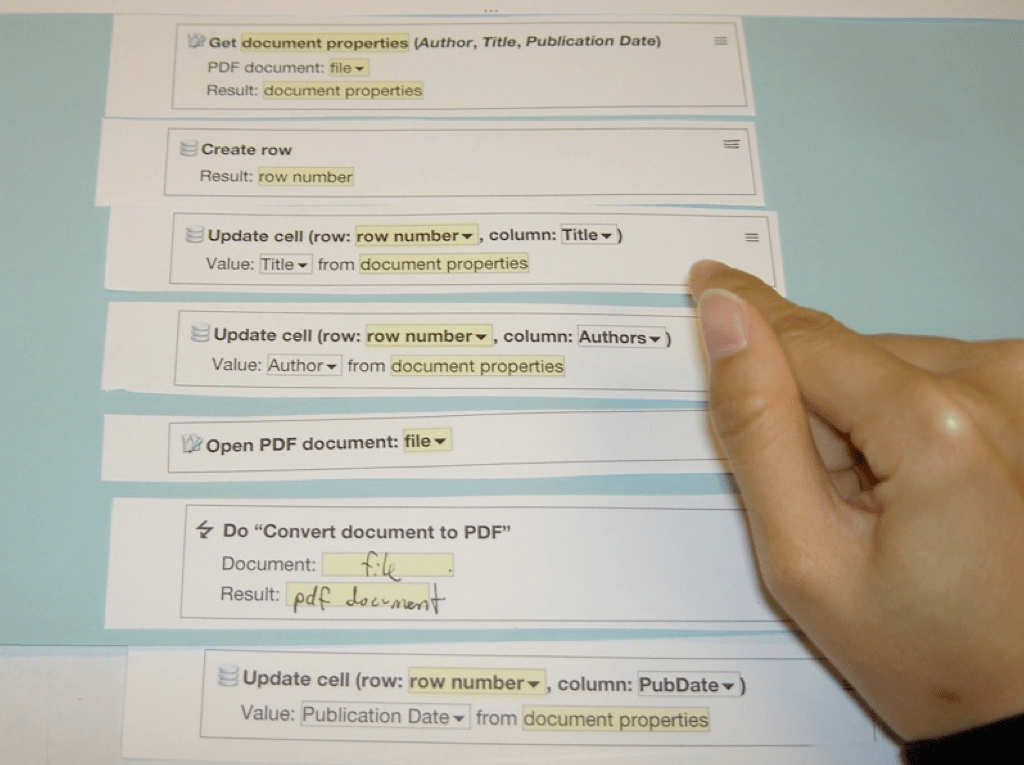 Get document properties (Author, Title, Publication Date)
PDF document: file
Result: document properties
Create row
Result: row number
Update cell (row: row number, column: Title)
Value: Title from document properties
Update cell (row: row number, column: Authors)
Value: Author from document properties
Open PDF document: file
Do “Convert document to PDF”
Document: file
Result: pdf document
Update cell (row: row number, column: PubDate)
Value: Publication Date from document properties